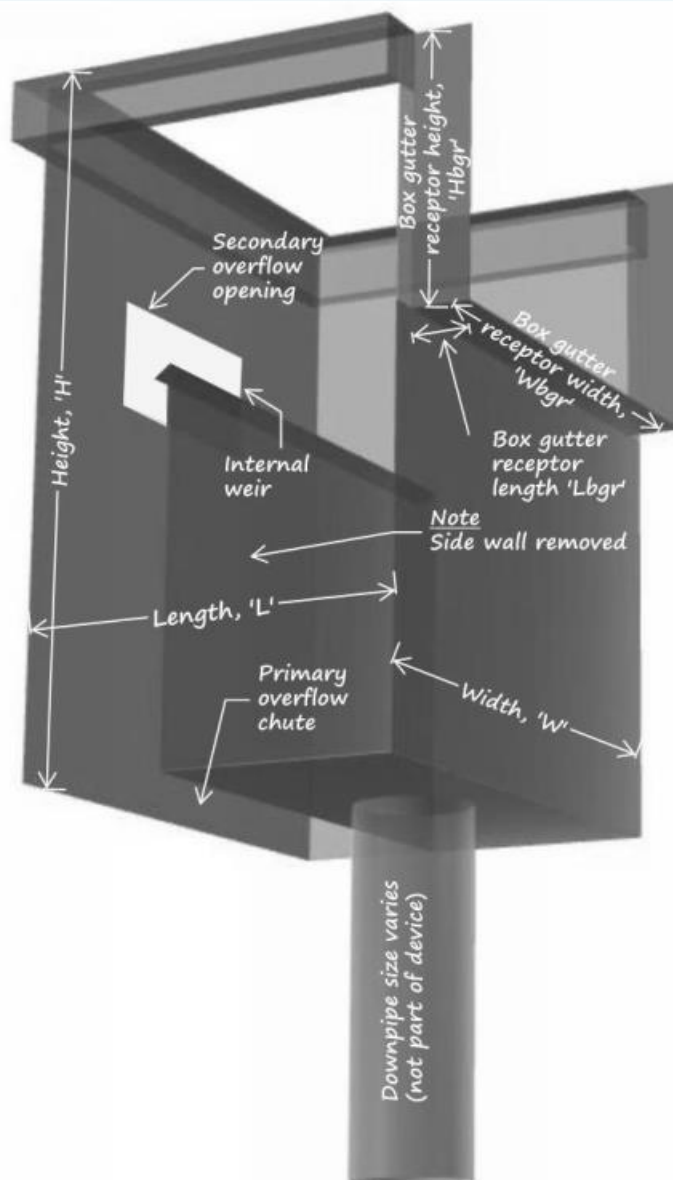 Box gutter
receptor height,
'Hbgr'
Secondary
overflow
opening
Box gutter
receptor width,
'Wbgr'
Height, 'H'
Internal
weir
Box gutter
receptor
length 'Lbgr'
Note
Side wall removed
Length, 'L'
Primary
overflow
chute
Width, 'W'
Downpipe size varies
(not part of device)